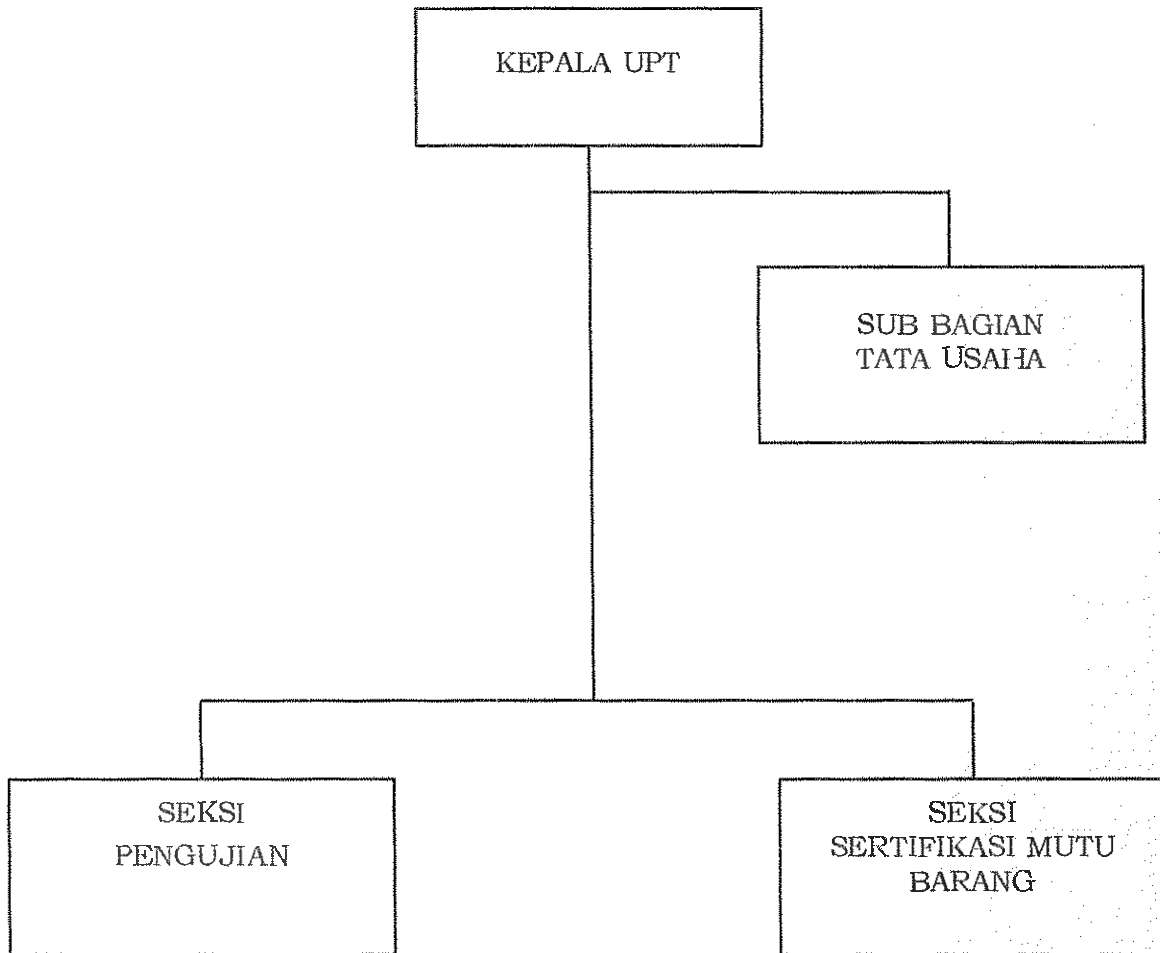 KEPALA UPT
SUB BAGIAN
TATA USAHA
SEKSI
PENGUJIAN
SEKSI
SERTIFIKASI MUTU
BARANG